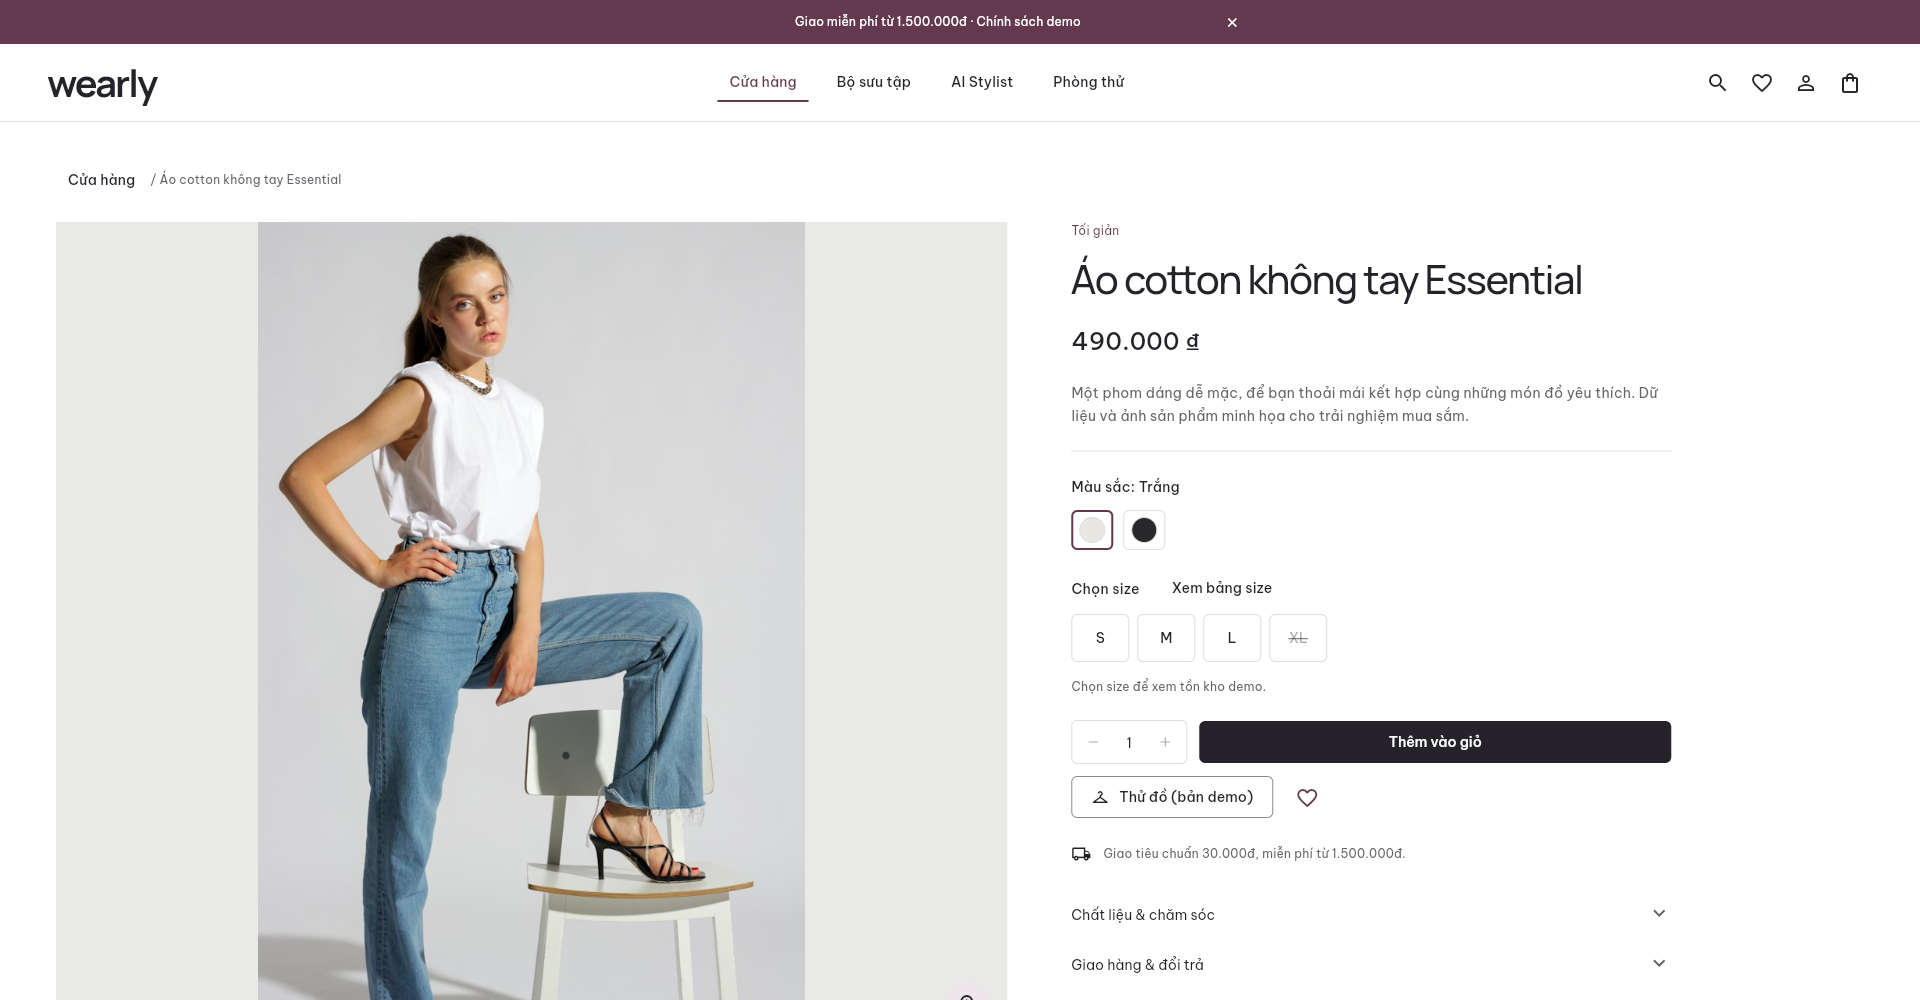 Giao miễn phí từ 1.500.000đ · Chính sách demo
wearly
Cửa hàng
Bộ sưu tập
AI Stylist
Phòng thử
Cửa hàng / Áo cotton không tay Essential
Tối giản
Áo cotton không tay Essential
490.000 ₫
Một phom dáng dễ mặc, để bạn thoải mái kết hợp cùng những món đồ yêu thích. Dữ
liệu và ảnh sản phẩm minh họa cho trải nghiệm mua sắm.
Màu sắc: Trắng
Chọn size
Xem bảng size
S
M
L
XL
Chọn size để xem tồn kho demo.
1
Thêm vào giỏ
Thử đồ (bản demo)
Giao tiêu chuẩn 30.000đ, miễn phí từ 1.500.000đ.
Chất liệu & chăm sóc
Giao hàng & đổi trả